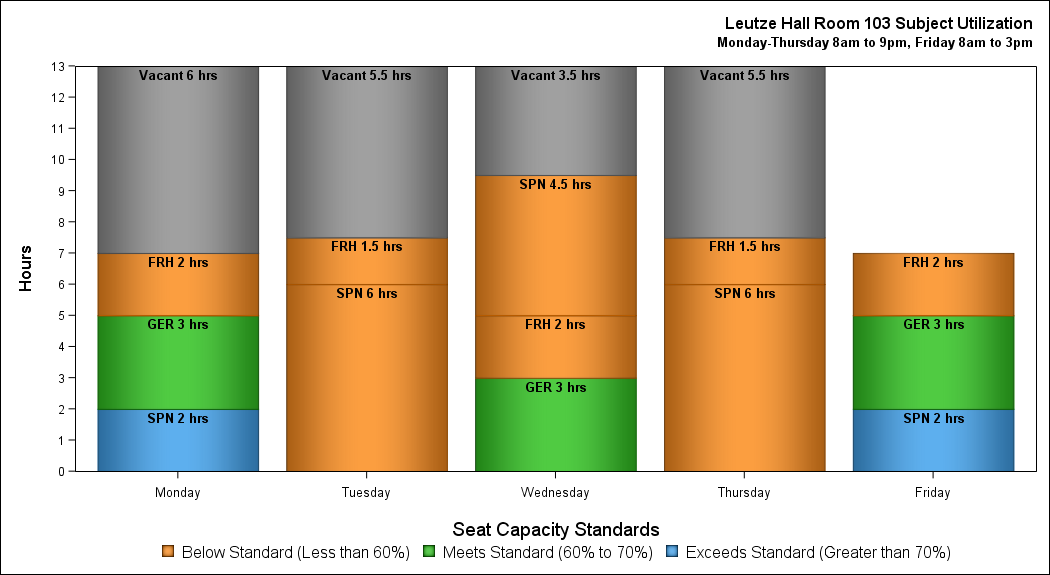 Leutze Hall Room 103 Subject Utilization
Monday-Thursday 8am to 9pm, Friday 8am to 3pm
Hours
13
12
11
10
9
8
7
6
5
4
3
2
1
0
Vacant 6 hrs
FRH 2 hrs
GER 3 hrs
SPN 2 hrs
Vacant 5.5 hrs
FRH 1.5 hrs
SPN 6 hrs
Vacant 3.5 hrs
SPN 4.5 hrs
FRH 2 hrs
GER 3 hrs
Vacant 5.5 hrs
FRH 1.5 hrs
SPN 6 hrs
FRH 2 hrs
GER 3 hrs
SPN 2 hrs
Monday Tuesday Wednesday Thursday Friday
Seat Capacity Standards
Below Standard (Less than 60%) Meets Standard (60% to 70%) Exceeds Standard (Greater than 70%)